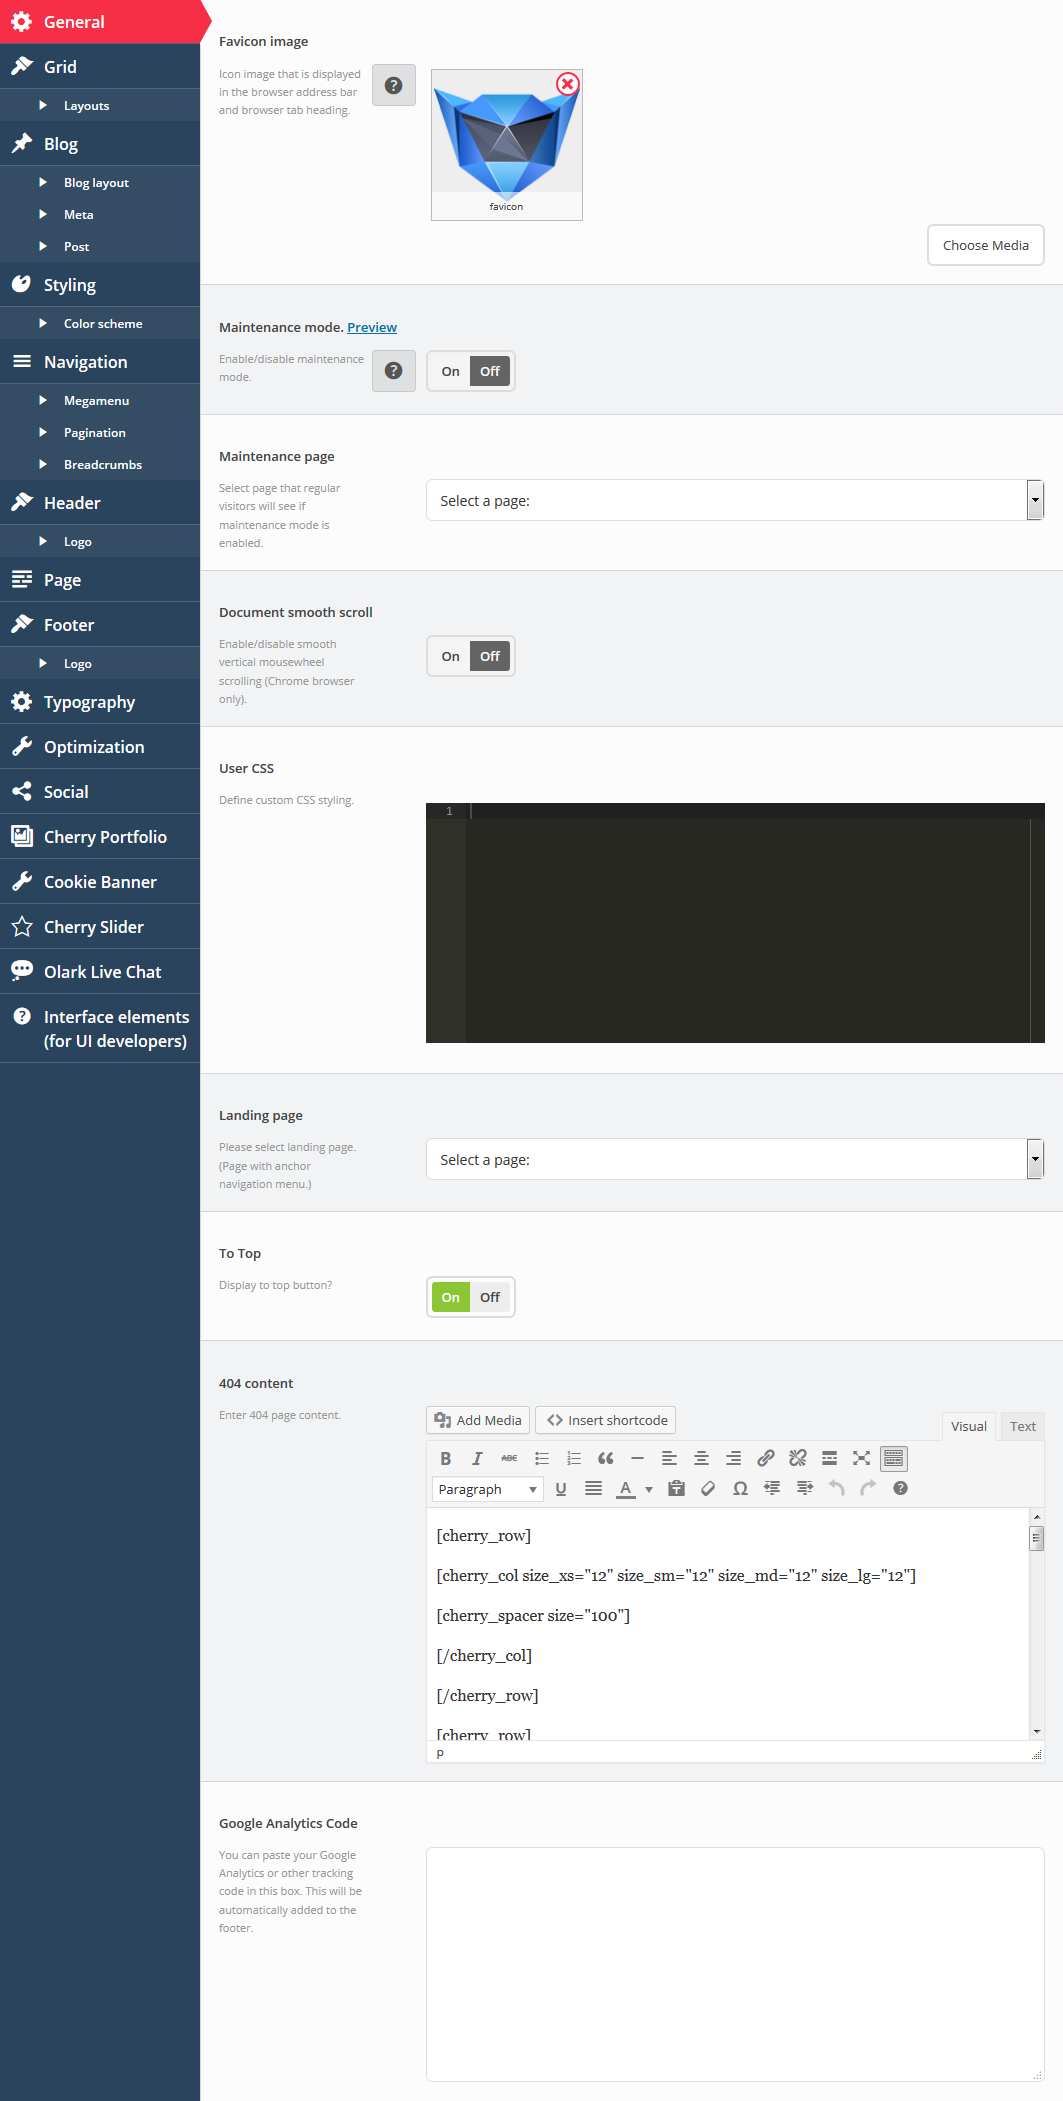 General
Grid
Layouts
Blog
Blog layout
Meta
Post
Styling
Color scheme
Navigation
Megamenu
Pagination
Breadcrumbs
Header
Logo
Page
Footer
Logo
Typography
Optimization
Social
Cherry Portfolio
Cookie Banner
Cherry Slider
Olark Live Chat
Interface elements
(for UI developers)
Favicon image
Icon image that is displayed
in the browser address bar
and browser tab heading.
?
favicon
Choose Media
Maintenance mode. Preview
Enable/disable maintenance
mode.
?
On Off
Maintenance page
Select page that regular
visitors will see if
maintenance mode is
enabled.
Select a page:
Document smooth scroll
Enable/disable smooth
vertical mousewheel
scrolling (Chrome browser
only).
On Off
User CSS
Define custom CSS styling.
1
Landing page
Please select landing page.
(Page with anchor
navigation menu.)
Select a page:
To Top
Display to top button?
On Off
404 content
Enter 404 page content.
Add Media Insert shortcode
Visual Text
B I ABC
Paragraph U A Ω ?
[cherry_row]
[cherry_col size_xs="12" size_sm="12" size_md="12" size_lg="12"]
[cherry_spacer size="100"]
[/cherry_col]
[/cherry_row]
[cherry_row]
p
Google Analytics Code
You can paste your Google
Analytics or other tracking
code in this box. This will be
automatically added to the
footer.